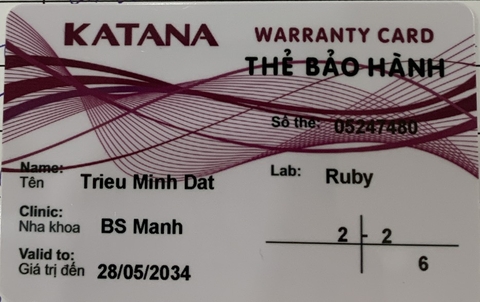 KATANA WARRANTY CARD
THẺ BẢO HÀNH
Số thẻ: 05247480
Name:
Tên Trieu Minh Dat
Lab: Ruby
Clinic:
Nha khoa BS Manh
2 - 2
6
Valid to:
Giá trị đến 28/05/2034